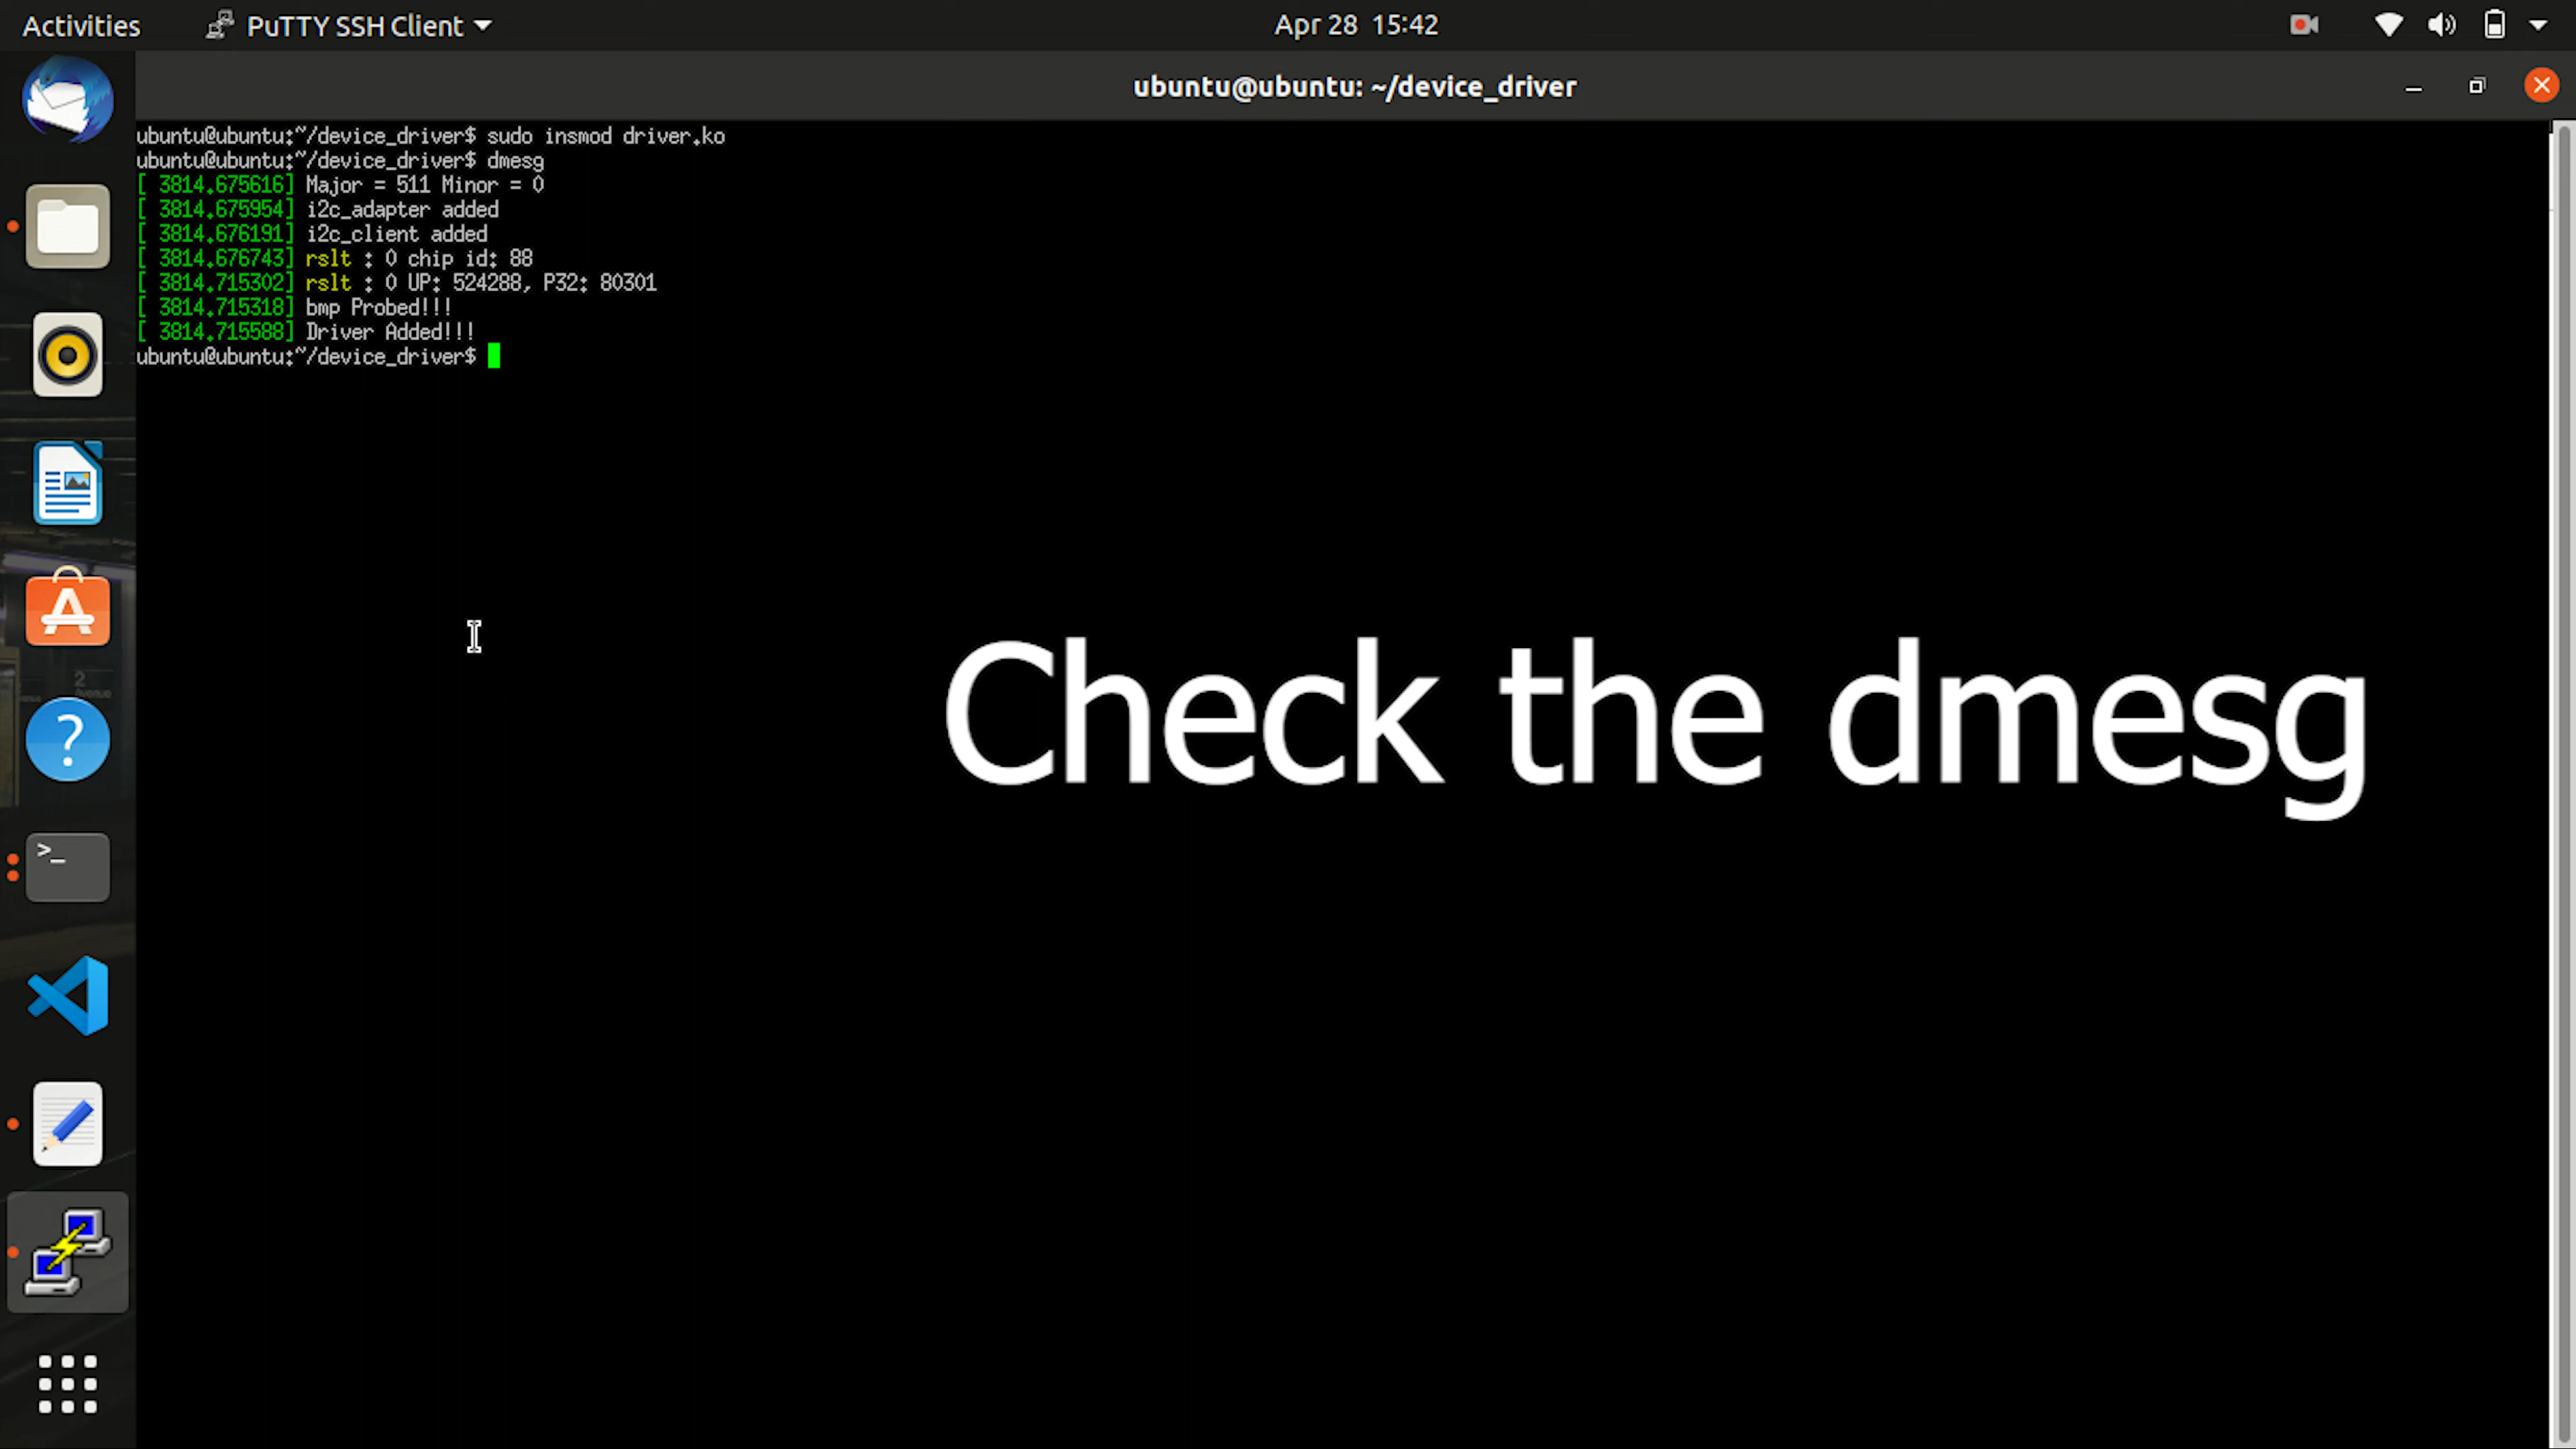 Activities PuTTY SSH Client Apr 28 15:42
ubuntu@ubuntu: ~/device_driver
ubuntu@ubuntu:~/device_driver$ sudo insmod driver.ko
ubuntu@ubuntu:~/device_driver$ dmesg
[ 3814.675616] Major = 511 Minor = 0
[ 3814.675954] i2c_adapter added
[ 3814.676191] i2c_client added
[ 3814.676743] rslt : 0 chip id: 88
[ 3814.715302] rslt : 0 UP: 524288, P32: 80301
[ 3814.715318] bmp Probed!!!
[ 3814.715588] Driver Added!!!
ubuntu@ubuntu:~/device_driver$
Check the dmesg
2
Avenue